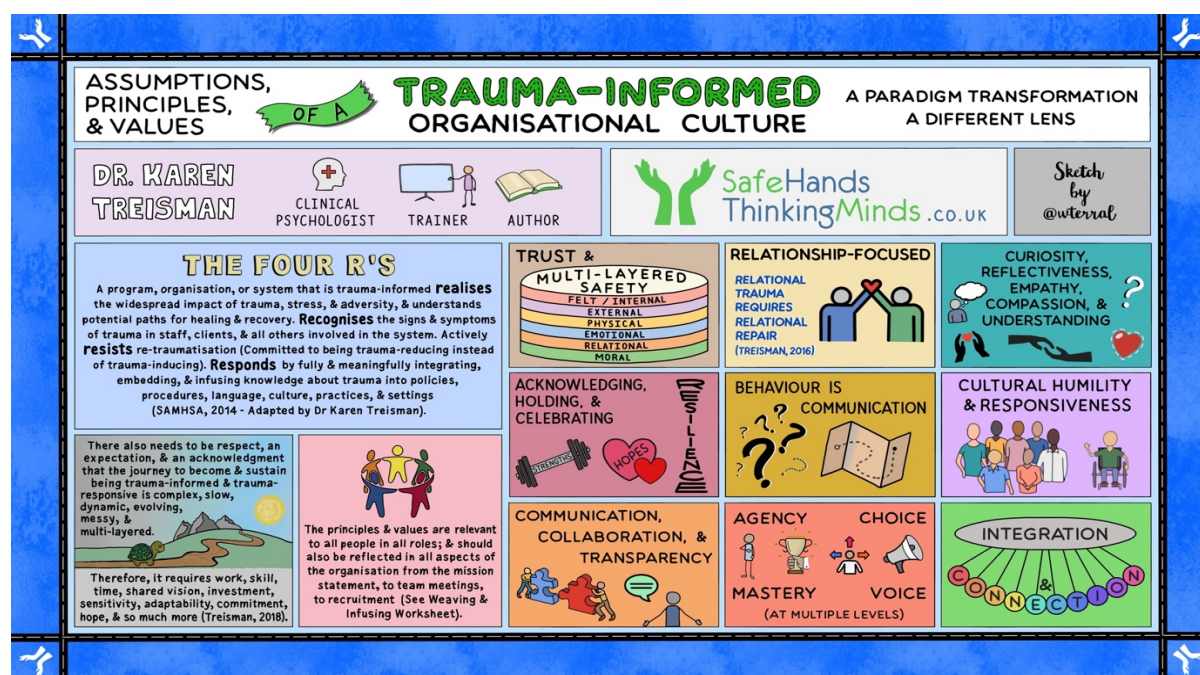 ASSUMPTIONS,
PRINCIPLES,
& VALUES
OF A
TRAUMA-INFORMED
ORGANISATIONAL CULTURE
A PARADIGM TRANSFORMATION
A DIFFERENT LENS
DR. KAREN
TREISMAN
CLINICAL
PSYCHOLOGIST
TRAINER
AUTHOR
SafeHands
ThinkingMinds.co.uk
Sketch
by
@wterral
THE FOUR R'S
A program, organisation, or system that is trauma-informed realises
the widespread impact of trauma, stress, & adversity, & understands
potential paths for healing & recovery. Recognises the signs & symptoms
of trauma in staff, clients, & all others involved in the system. Actively
resists re-traumatisation (Committed to being trauma-reducing instead
of trauma-inducing). Responds by fully & meaningfully integrating,
embedding, & infusing knowledge about trauma into policies,
procedures, language, culture, practices, & settings
(SAMHSA, 2014 - Adapted by Dr Karen Treisman).
There also needs to be respect, an
expectation, & an acknowledgment
that the journey to become & sustain
being trauma-informed & trauma-
responsive is complex, slow,
dynamic, evolving,
messy, &
multi-layered.
Therefore, it requires work, skill,
time, shared vision, investment,
sensitivity, adaptability, commitment,
hope, & so much more (Treisman, 2018).
The principles & values are relevant
to all people in all roles; & should
also be reflected in all aspects of
the organisation from the mission
statement, to team meetings,
to recruitment (See Weaving &
Infusing Worksheet).
TRUST &
MULTI-LAYERED
SAFETY
FELT / INTERNAL
EXTERNAL
PHYSICAL
EMOTIONAL
RELATIONAL
MORAL
RELATIONSHIP-FOCUSED
RELATIONAL
TRAUMA
REQUIRES
RELATIONAL
REPAIR
(TREISMAN, 2016)
CURIOSITY,
REFLECTIVENESS,
EMPATHY,
COMPASSION, &
UNDERSTANDING
?
ACKNOWLEDGING,
HOLDING, &
CELEBRATING
STRENGTHS
HOPES
RESILIENCE
BEHAVIOUR IS
COMMUNICATION
? ? ? ? ?
CULTURAL HUMILITY
& RESPONSIVENESS
COMMUNICATION,
COLLABORATION, &
TRANSPARENCY
AGENCY
CHOICE
MASTERY
VOICE
(AT MULTIPLE LEVELS)
INTEGRATION
&
CONNECTION